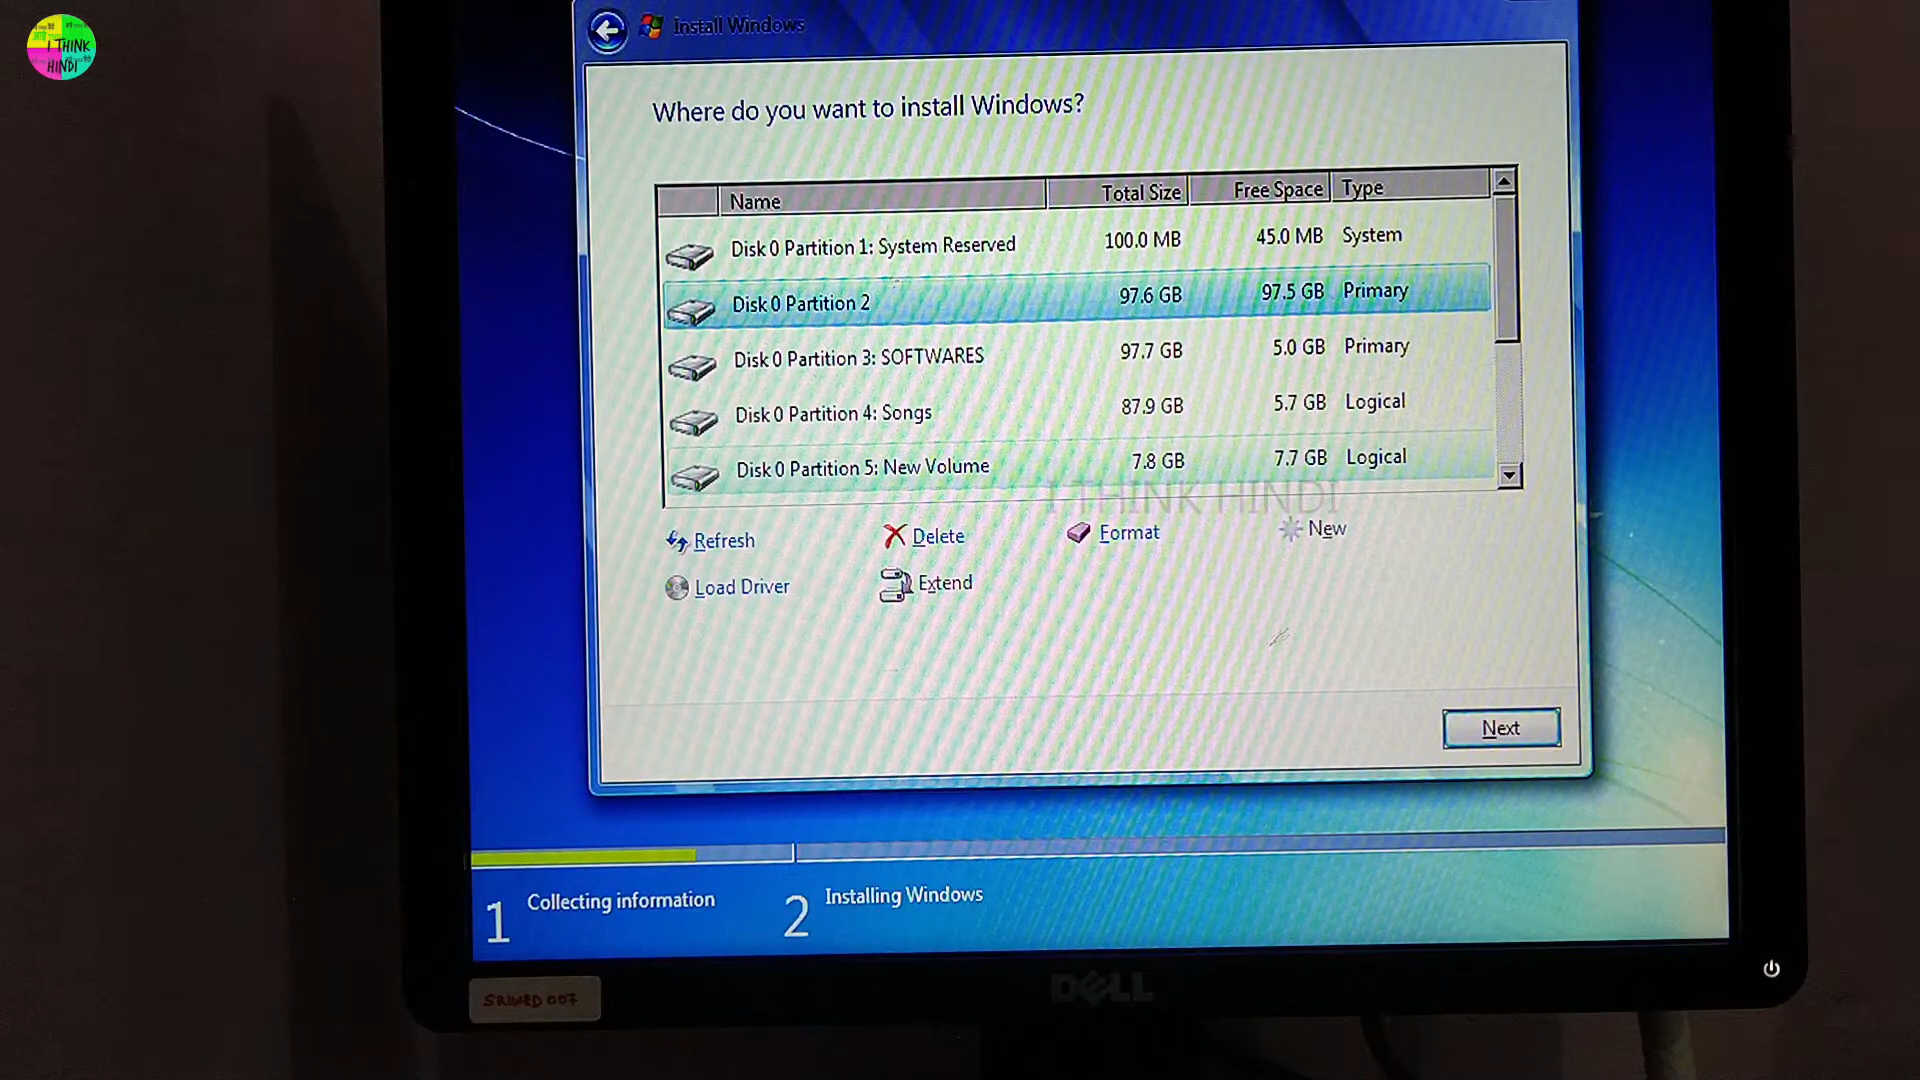 I THINK
HINDI
Install Windows
Where do you want to install Windows?
Name Total Size Free Space Type
Disk 0 Partition 1: System Reserved 100.0 MB 45.0 MB System
Disk 0 Partition 2 97.6 GB 97.5 GB Primary
Disk 0 Partition 3: SOFTWARES 97.7 GB 5.0 GB Primary
Disk 0 Partition 4: Songs 87.9 GB 5.7 GB Logical
Disk 0 Partition 5: New Volume 7.8 GB 7.7 GB Logical
I THINK HINDI
Refresh Delete Format New
Load Driver Extend
Next
1 Collecting information 2 Installing Windows
DELL